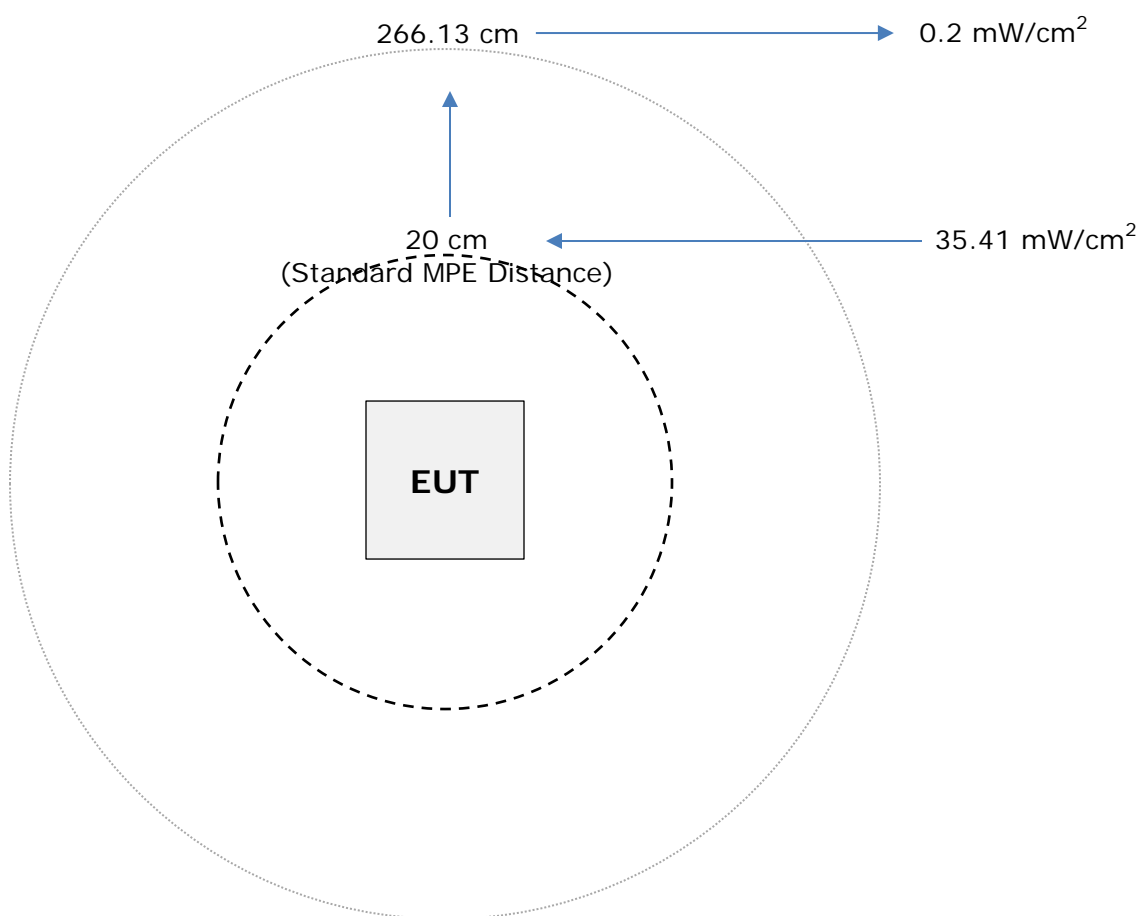 266.13 cm
0.2 mW/cm²
20 cm
35.41 mW/cm²
(Standard MPE Distance)
EUT